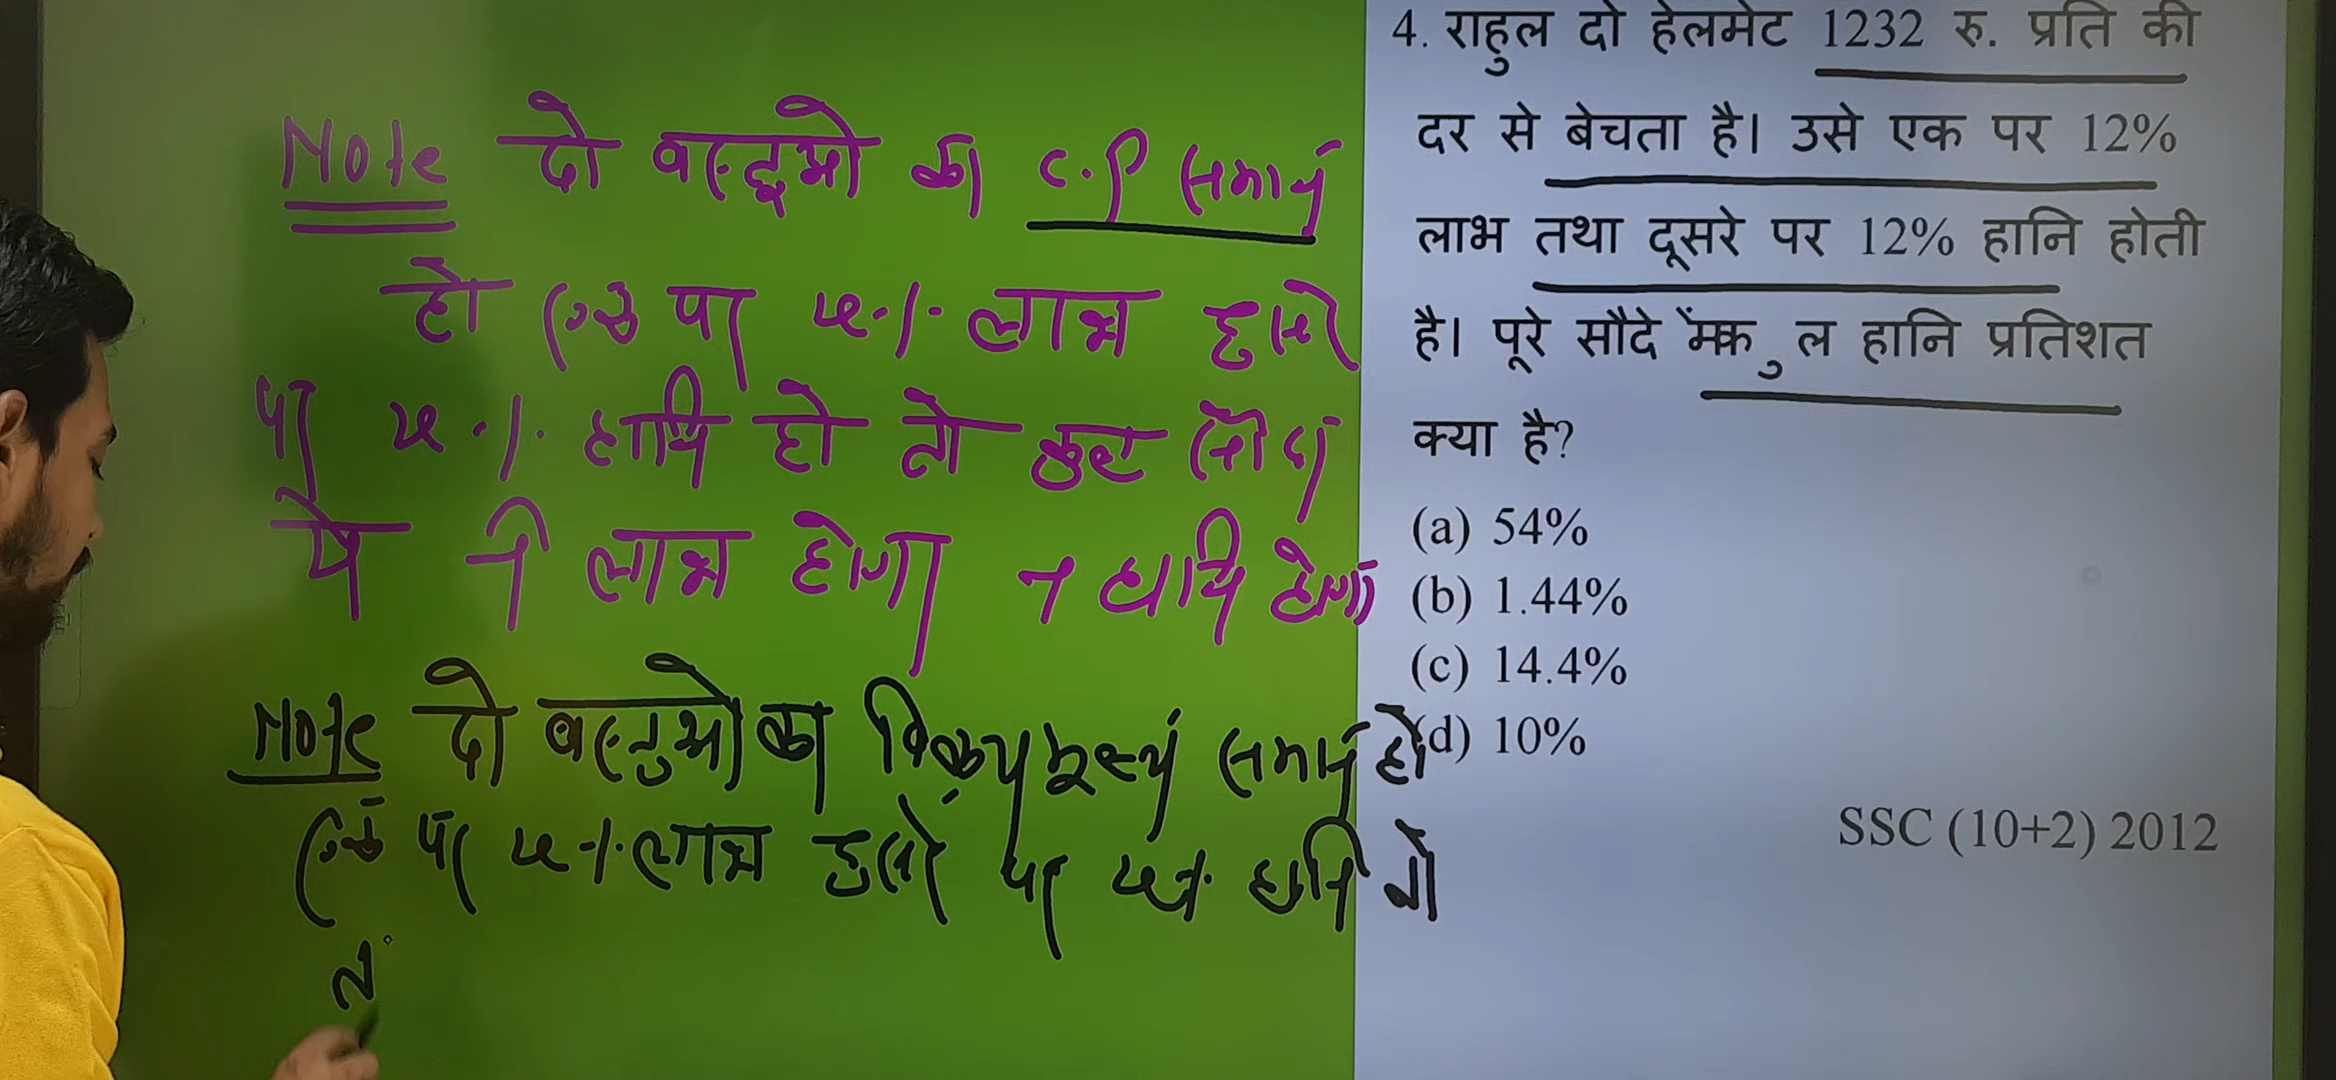 Note दो वस्तुओ का C.P समान
हो एक पर x% लाभ दुसरे
पर x% हानि हो तो कुल सौदे
में न लाभ होगा न हानि होगा
Note दो वस्तुओ का विक्रय मूल्य समान हो
एक पर x% लाभ दुसरे पर x% हानि हो
4. राहुल दो हेलमेट 1232 रु. प्रति की
दर से बेचता है। उसे एक पर 12%
लाभ तथा दूसरे पर 12% हानि होती
है। पूरे सौदे में कुल हानि प्रतिशत
क्या है?
(a) 54%
(b) 1.44%
(c) 14.4%
(d) 10%
SSC (10+2) 2012